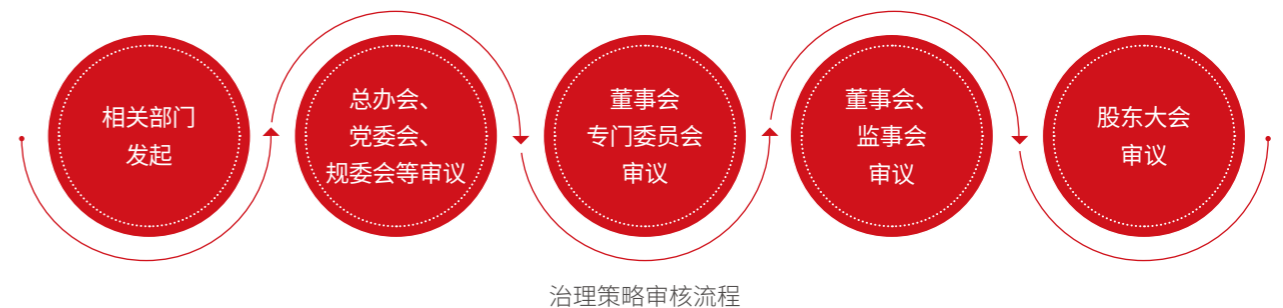 相关部门
发起
总办会、
党委会、
规委会等审议
董事会
专门委员会
审议
董事会、
监事会
审议
股东大会
审议
治理策略审核流程